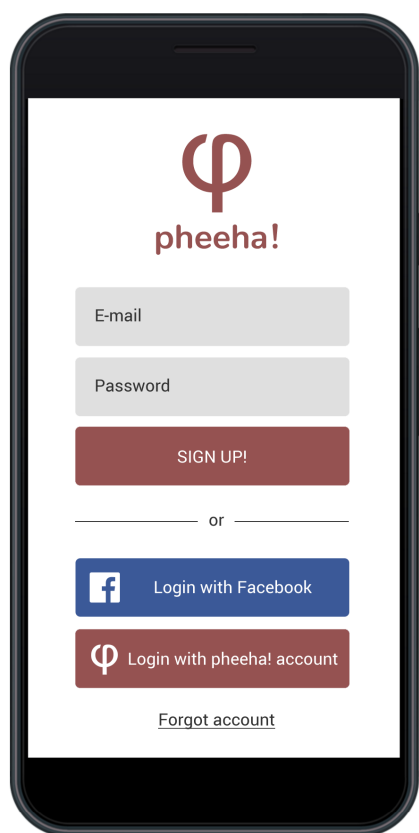 φ
pheeha!
E-mail
Password
SIGN UP!
or
f Login with Facebook
φ Login with pheeha! account
Forgot account